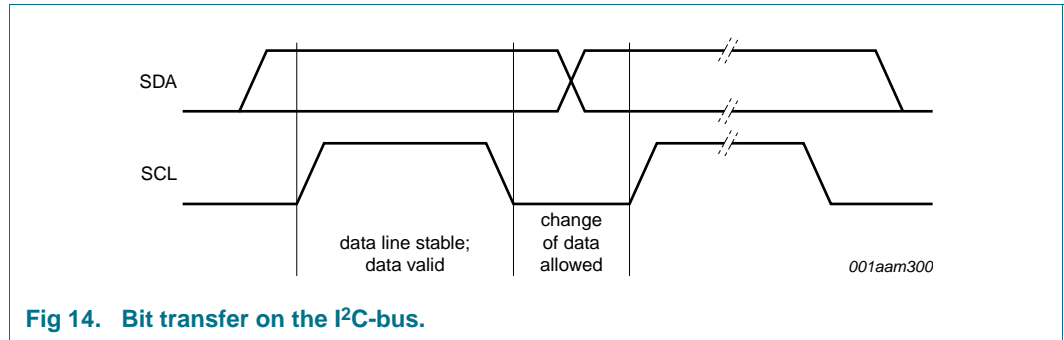 SDA
SCL
data line stable;
data valid
change
of data
allowed
001aam300
Fig 14. Bit transfer on the I²C-bus.